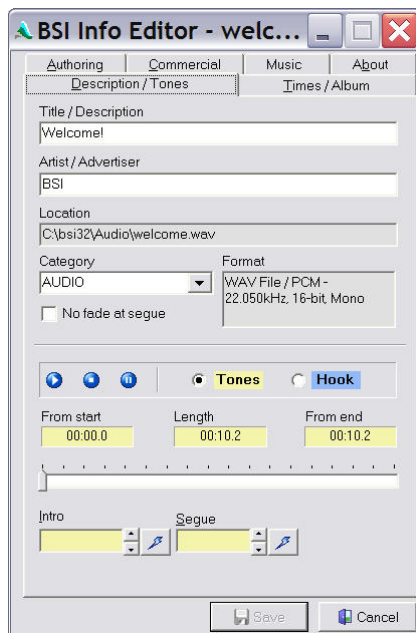 BSI Info Editor - welc...
Authoring Commercial Music About
Description / Tones Times / Album
Title / Description
Welcome!
Artist / Advertiser
BSI
Location
C:\bsi32\Audio\welcome.wav
Category Format
AUDIO WAV File / PCM -
22.050kHz, 16-bit, Mono
No fade at segue
Tones Hook
From start Length From end
00:00.0 00:10.2 00:10.2
Intro Segue
Save Cancel